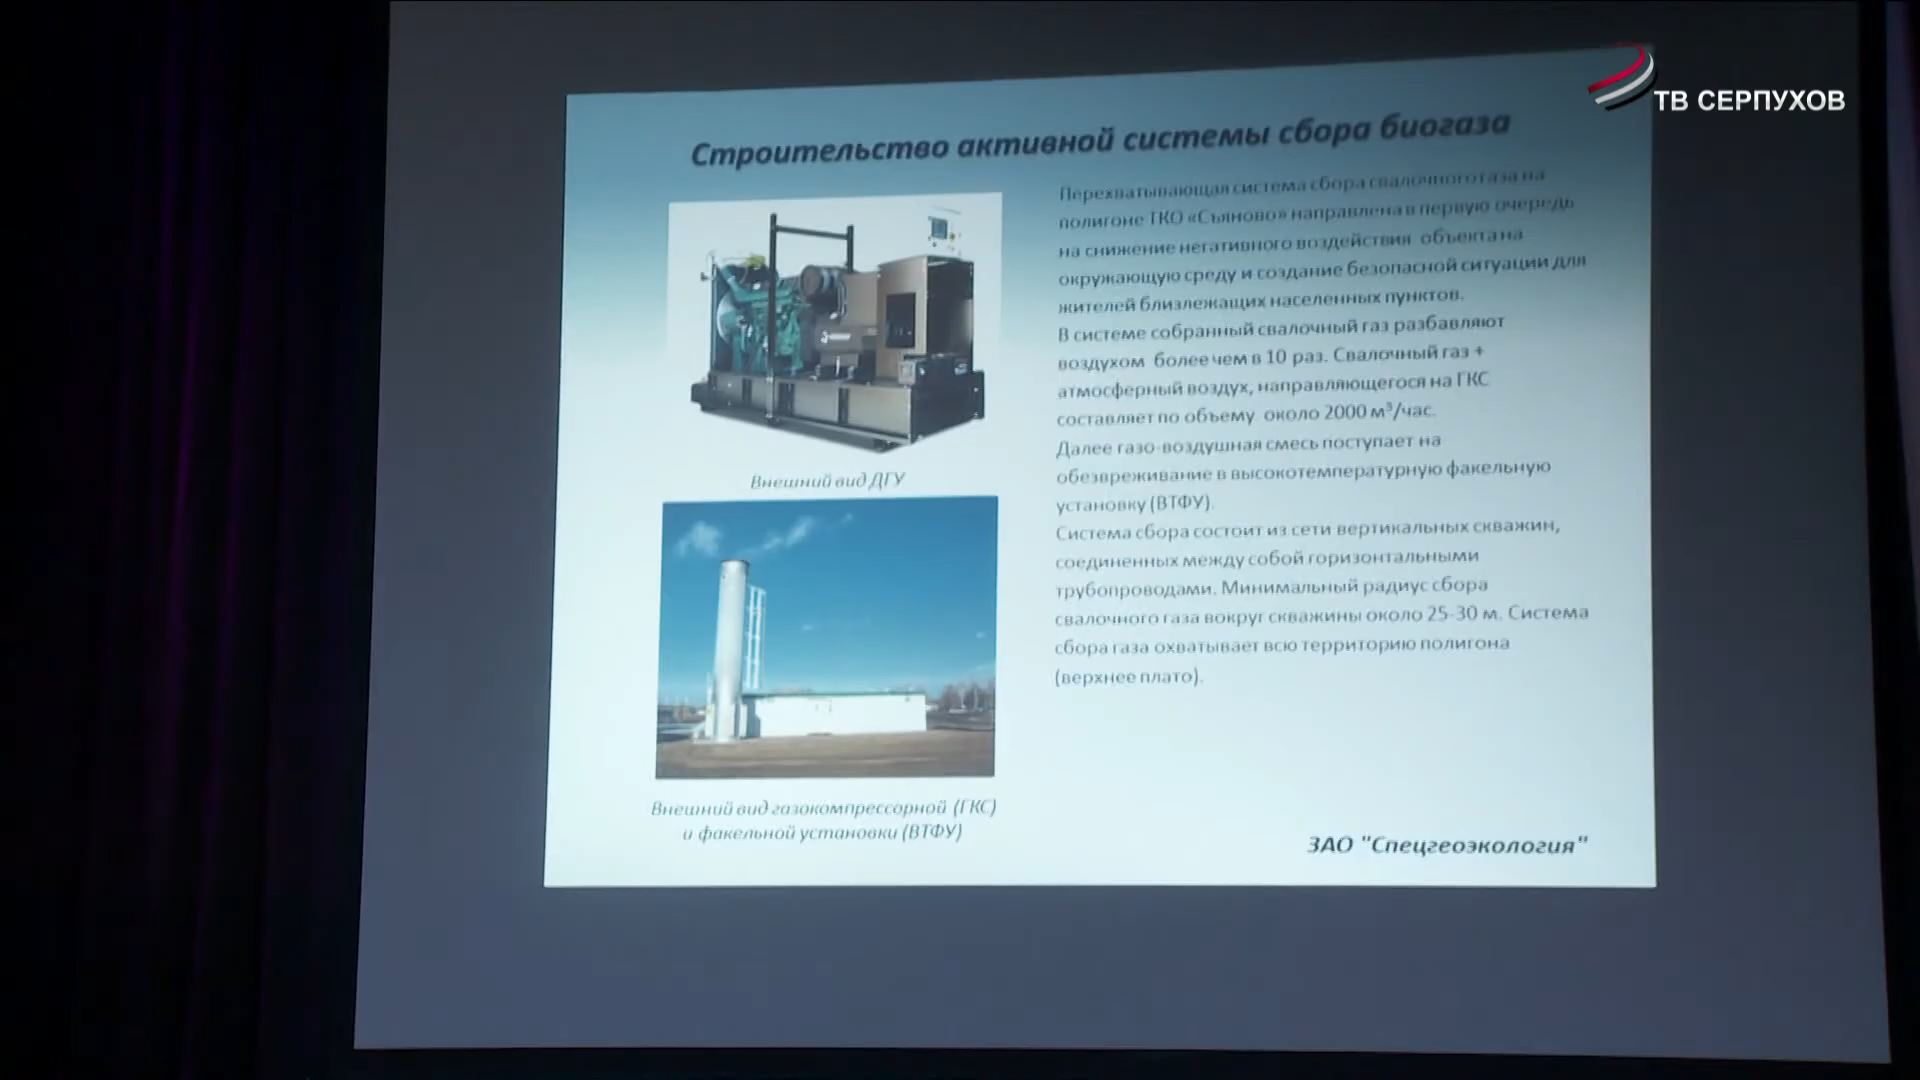 ТВ СЕРПУХОВ
Строительство активной системы сбора биогаза
Перехватывающая система сбора свалочного газа на
полигоне ТКО «Съяново» направлена в первую очередь
на снижение негативного воздействия объекта на
окружающую среду и создание безопасной ситуации для
жителей близлежащих населенных пунктов.
В системе собранный свалочный газ разбавляют
воздухом более чем в 10 раз. Свалочный газ +
атмосферный воздух, направляющегося на ГКС
составляет по объему около 2000 м³/час.
Далее газо-воздушная смесь поступает на
обезвреживание в высокотемпературную факельную
установку (ВТФУ).
Система сбора состоит из сети вертикальных скважин,
соединенных между собой горизонтальными
трубопроводами. Минимальный радиус сбора
свалочного газа вокруг скважины около 25-30 м. Система
сбора газа охватывает всю территорию полигона
(верхнее плато).
Внешний вид ДГУ
Внешний вид газокомпрессорной (ГКС)
и факельной установки (ВТФУ)
ЗАО "Спецгеоэкология"